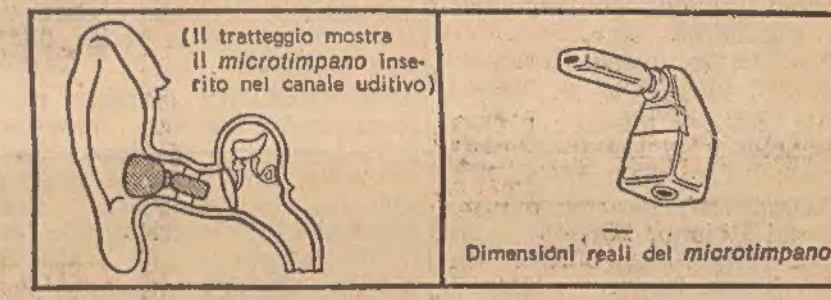 (Il tratteggio mostra
il microtimpano inse-
rito nel canale uditivo)
Dimensioni reali del microtimpano